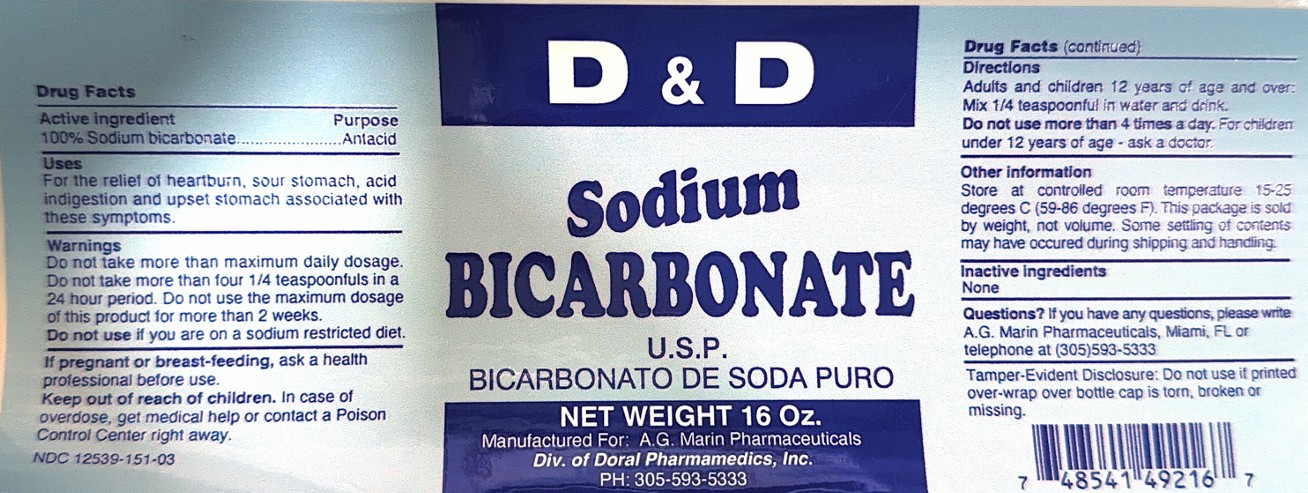 Drug Facts
Active ingredient Purpose
100% Sodium bicarbonate.......................Antacid
Uses
For the relief of heartburn, sour stomach, acid
indigestion and upset stomach associated with
these symptoms.
Warnings
Do not take more than maximum daily dosage.
Do not take more than four 1/4 teaspoonfuls in a
24 hour period. Do not use the maximum dosage
of this product for more than 2 weeks.
Do not use if you are on a sodium restricted diet.
If pregnant or breast-feeding, ask a health
professional before use.
Keep out of reach of children. In case of
overdose, get medical help or contact a Poison
Control Center right away.
NDC 12539-151-03
D & D
Sodium
BICARBONATE
U.S.P.
BICARBONATO DE SODA PURO
NET WEIGHT 16 Oz.
Manufactured For: A.G. Marin Pharmaceuticals
Div. of Doral Pharmamedics, Inc.
PH: 305-593-5333
Drug Facts (continued)
Directions
Adults and children 12 years of age and over:
Mix 1/4 teaspoonful in water and drink.
Do not use more than 4 times a day. For children
under 12 years of age - ask a doctor.
Other information
Store at controlled room temperature 15-25
degrees C (59-86 degrees F). This package is sold
by weight, not volume. Some settling of contents
may have occured during shipping and handling.
Inactive ingredients
None
Questions? If you have any questions, please write
A.G. Marin Pharmaceuticals, Miami, FL or
telephone at (305)593-5333
Tamper-Evident Disclosure: Do not use if printed
over-wrap over bottle cap is torn, broken or
missing.
7 48541 49216 7